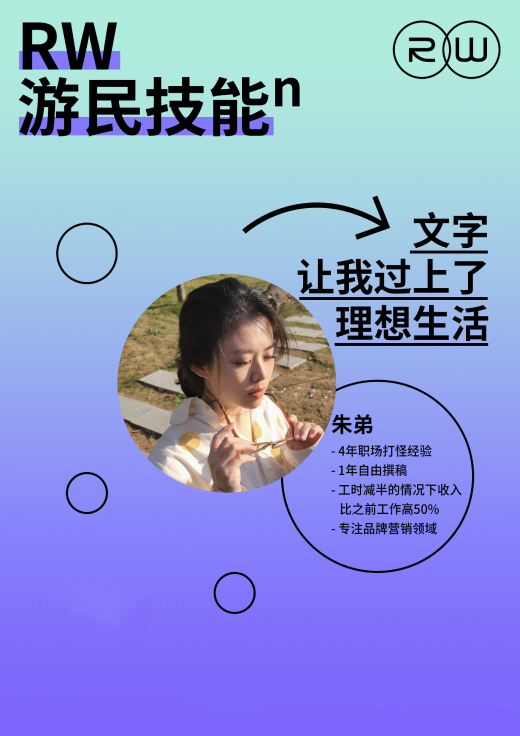 RW
RW
游民技能n
文字
让我过上了
理想生活
朱弟
- 4年职场打怪经验
- 1年自由撰稿
- 工时减半的情况下收入
比之前工作高50%
- 专注品牌营销领域